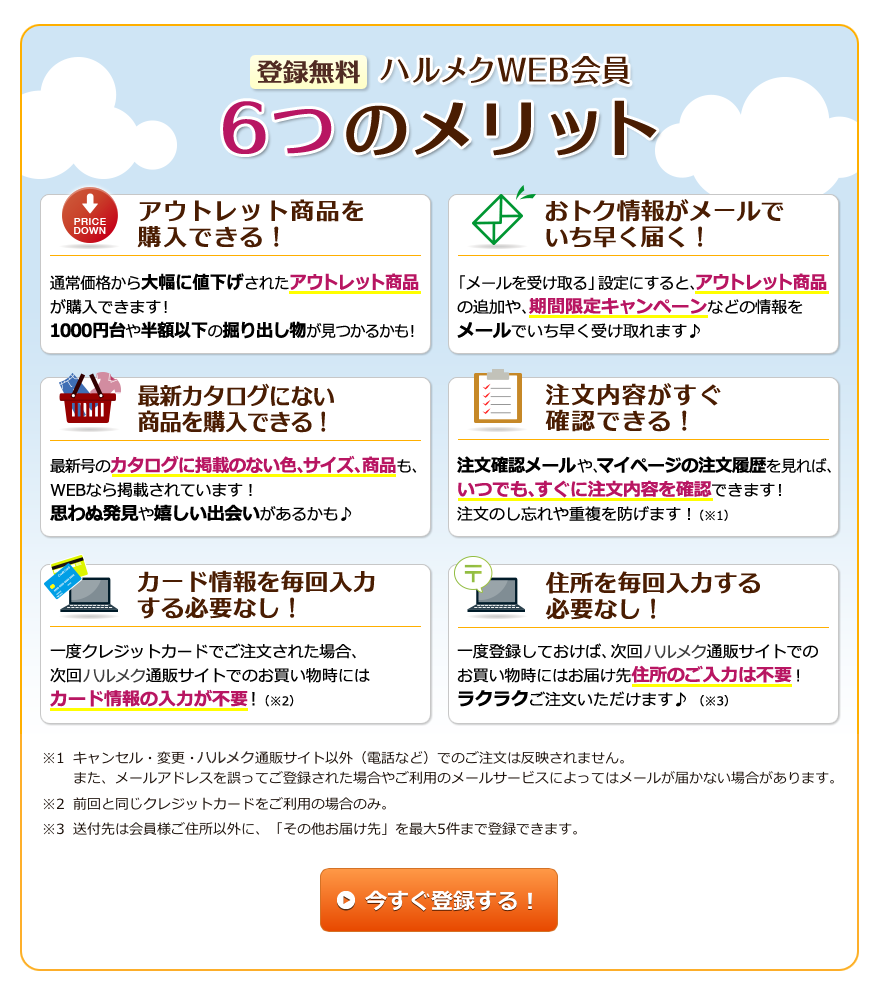 登録無料 ハルメクWEB会員
6つのメリット
PRICE
DOWN
アウトレット商品を
購入できる！
通常価格から大幅に値下げされたアウトレット商品
が購入できます！
1000円台や半額以下の掘り出し物が見つかるかも！
おトク情報がメールで
いち早く届く！
「メールを受け取る」設定にすると、アウトレット商品
の追加や、期間限定キャンペーンなどの情報を
メールでいち早く受け取れます♪
最新カタログにない
商品を購入できる！
最新号のカタログに掲載のない色、サイズ、商品も、
WEBなら掲載されています！
思わぬ発見や嬉しい出会いがあるかも♪
注文内容がすぐ
確認できる！
注文確認メールや、マイページの注文履歴を見れば、
いつでも、すぐに注文内容を確認できます！
注文のし忘れや重複を防げます！（※1）
カード情報を毎回入力
する必要なし！
一度クレジットカードでご注文された場合、
次回ハルメク通販サイトでのお買い物時には
カード情報の入力が不要！（※2）
〒
住所を毎回入力する
必要なし！
一度登録しておけば、次回ハルメク通販サイトでの
お買い物時にはお届け先住所のご入力は不要！
ラクラクご注文いただけます♪（※3）
※1 キャンセル・変更・ハルメク通販サイト以外（電話など）でのご注文は反映されません。
また、メールアドレスを誤ってご登録された場合やご利用のメールサービスによってはメールが届かない場合があります。
※2 前回と同じクレジットカードをご利用の場合のみ。
※3 送付先は会員様ご住所以外に、「その他お届け先」を最大5件まで登録できます。
今すぐ登録する！